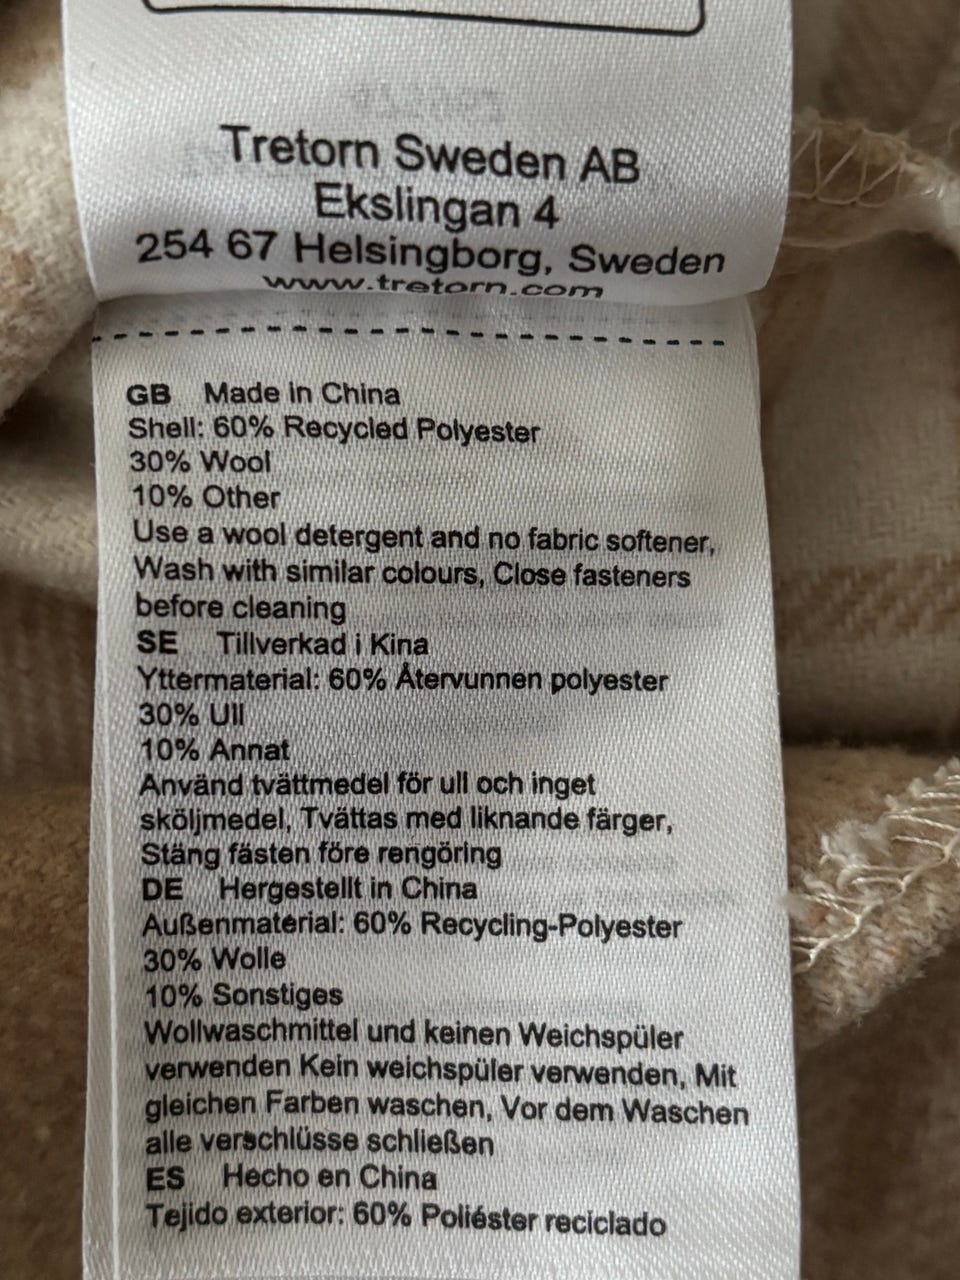 Tretorn Sweden AB
Ekslingan 4
254 67 Helsingborg, Sweden
www.tretorn.com
GB Made in China
Shell: 60% Recycled Polyester
30% Wool
10% Other
Use a wool detergent and no fabric softener,
Wash with similar colours, Close fasteners
before cleaning
SE Tillverkad i Kina
Yttermaterial: 60% Återvunnen polyester
30% Ull
10% Annat
Använd tvättmedel för ull och inget
sköljmedel, Tvättas med liknande färger,
Stäng fästen före rengöring
DE Hergestellt in China
Außenmaterial: 60% Recycling-Polyester
30% Wolle
10% Sonstiges
Wollwaschmittel und keinen Weichspüler
verwenden Kein weichspüler verwenden, Mit
gleichen Farben waschen, Vor dem Waschen
alle verschlüsse schließen
ES Hecho en China
Tejido exterior: 60% Poliéster reciclado